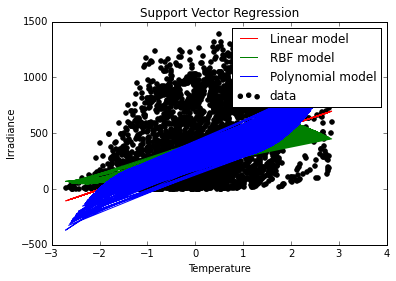 Support Vector Regression
1500
1000
500
0
−500
Irradiance
Linear model
RBF model
Polynomial model
data
−3 −2 −1 0 1 2 3 4
Temperature